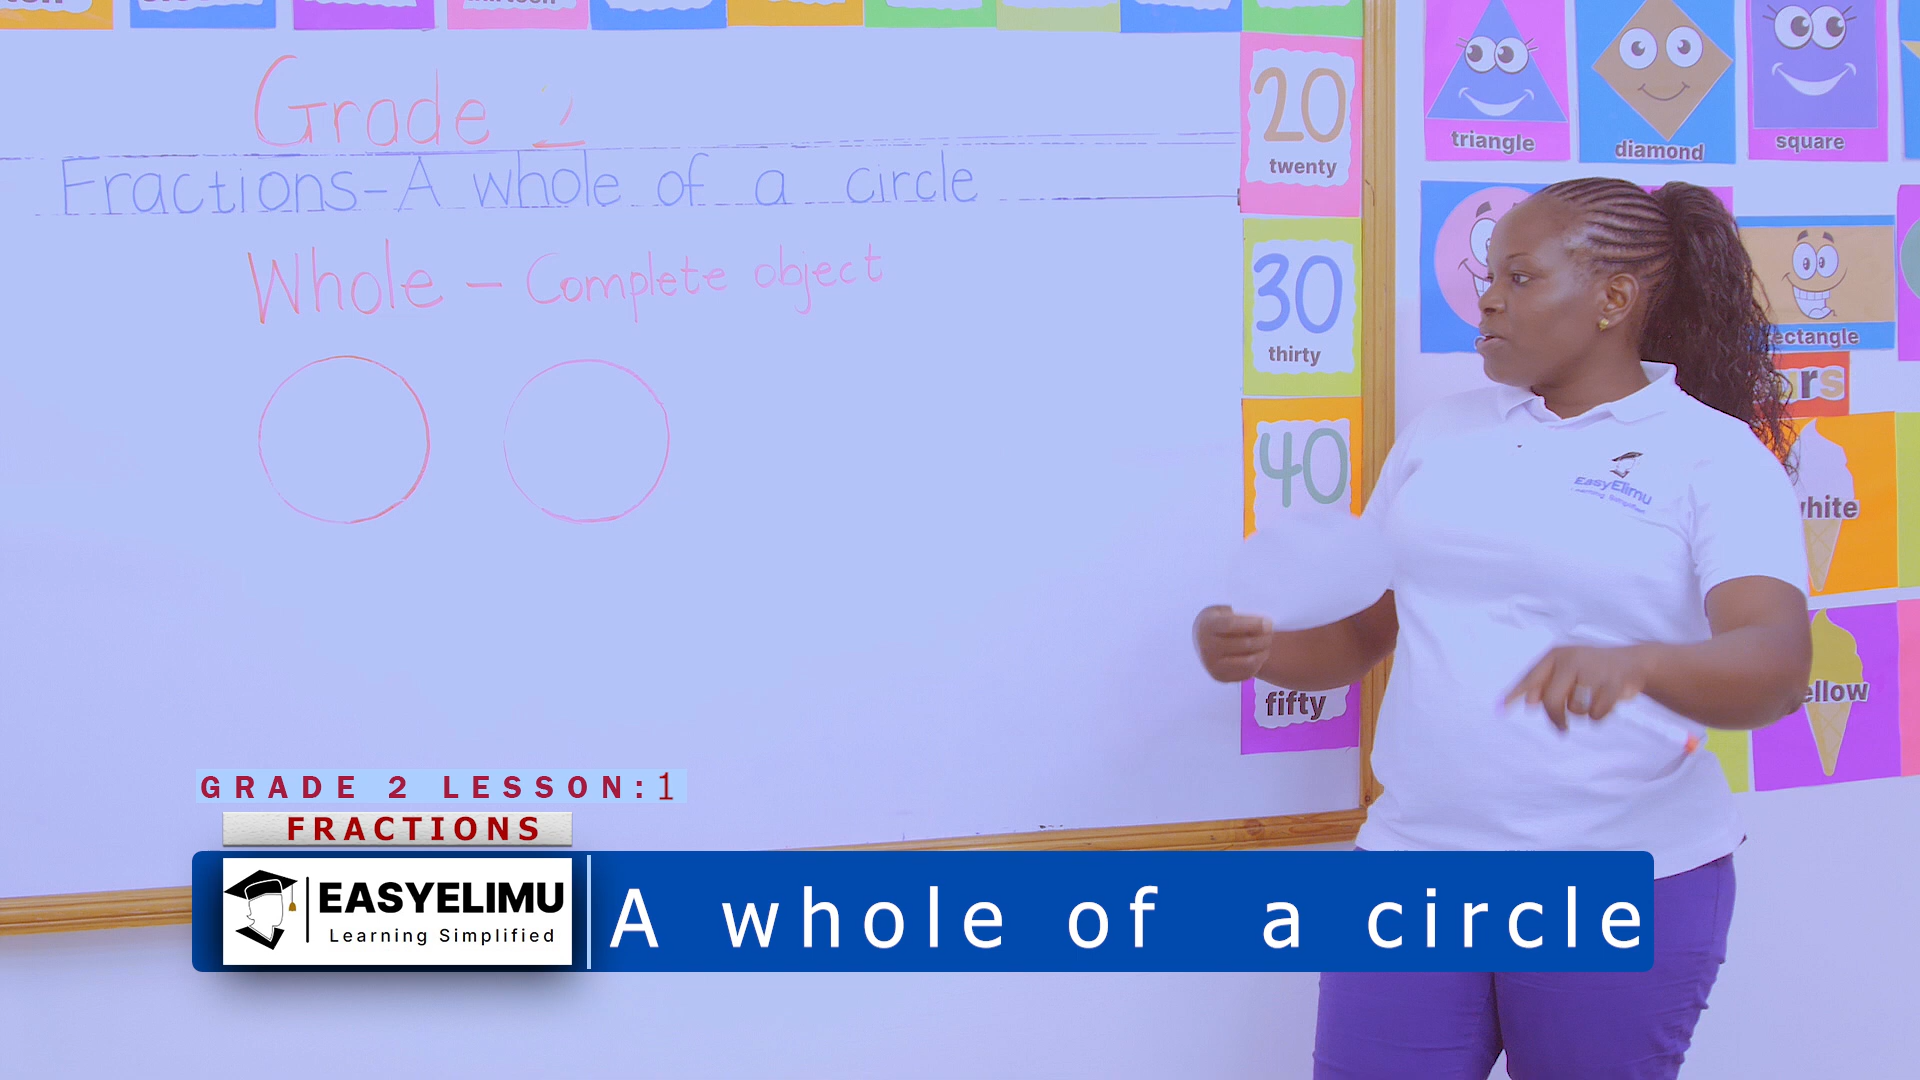 Grade 2
Fractions-A whole of a circle
Whole - Complete object
20
twenty
30
thirty
40
fifty
triangle
diamond
square
rectangle
white
EasyElimu
GRADE 2 LESSON:1
FRACTIONS
EASYELIMU
Learning Simplified
A whole of a circle